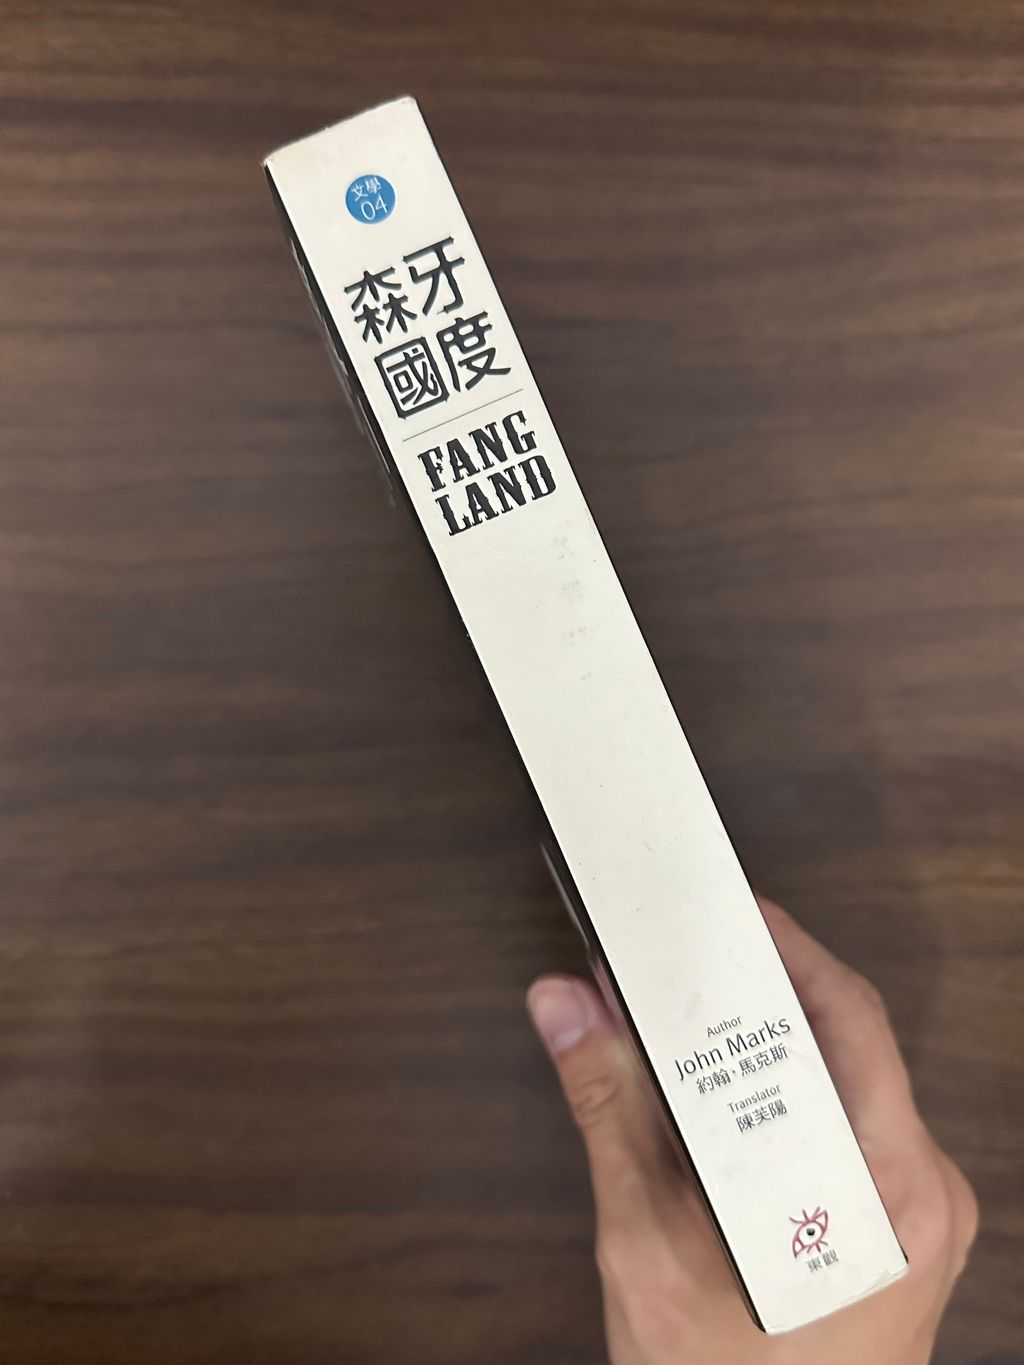 文學
04
森牙
國度
FANG
LAND
Author
John Marks
約翰·馬克斯
Translator
陳芙陽
東觀